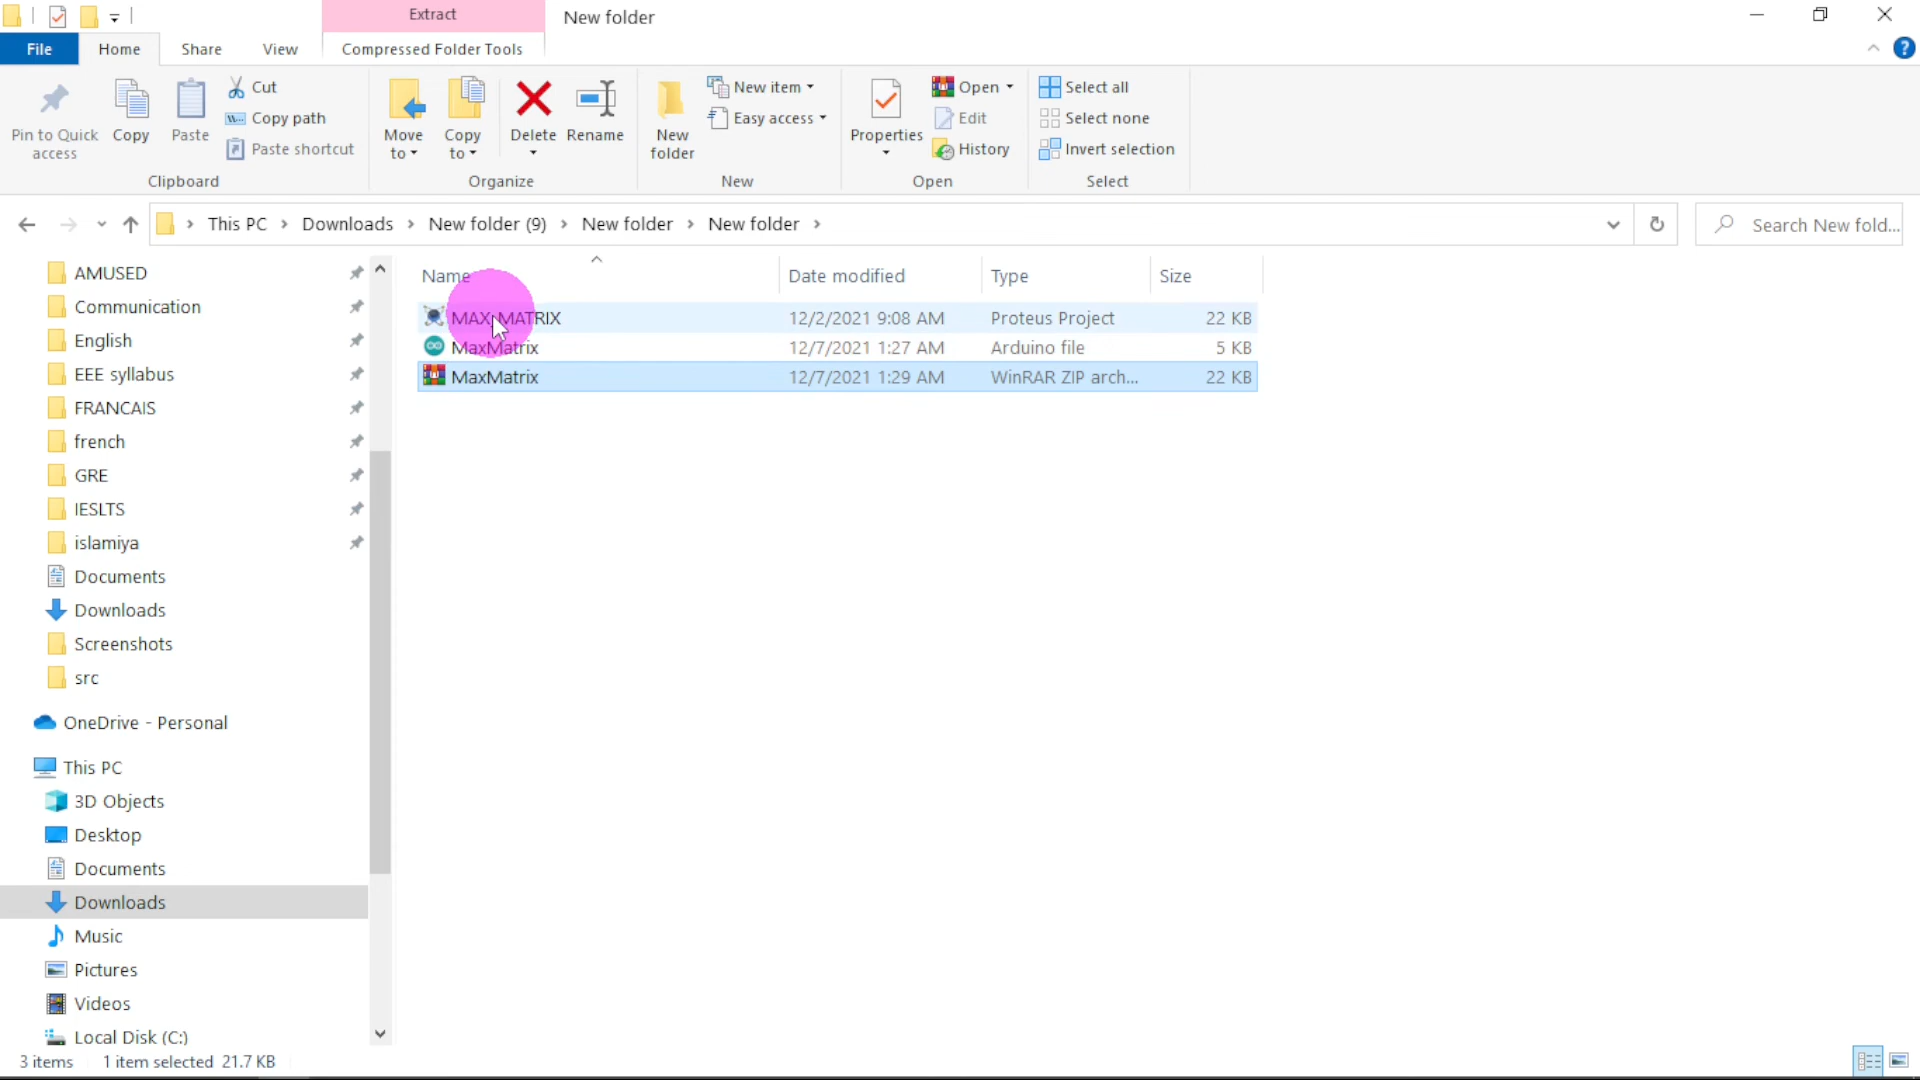 Extract New folder
File Home Share View Compressed Folder Tools
Pin to Quick access
Copy
Paste
Cut
Copy path
Paste shortcut
Clipboard
Move to
Copy to
Delete
Rename
Organize
New folder
New item
Easy access
New
Properties
Open
Edit
History
Open
Select all
Select none
Invert selection
Select
This PC > Downloads > New folder (9) > New folder > New folder >
Search New fold...
AMUSED
Communication
English
EEE syllabus
FRANCAIS
french
GRE
IESLTS
islamiya
Documents
Downloads
Screenshots
src
OneDrive - Personal
This PC
3D Objects
Desktop
Documents
Downloads
Music
Pictures
Videos
Local Disk (C:)
Name Date modified Type Size
MAX MATRIX 12/2/2021 9:08 AM Proteus Project 22 KB
MaxMatrix 12/7/2021 1:27 AM Arduino file 5 KB
MaxMatrix 12/7/2021 1:29 AM WinRAR ZIP arch... 22 KB
3 items 1 item selected 21.7 KB